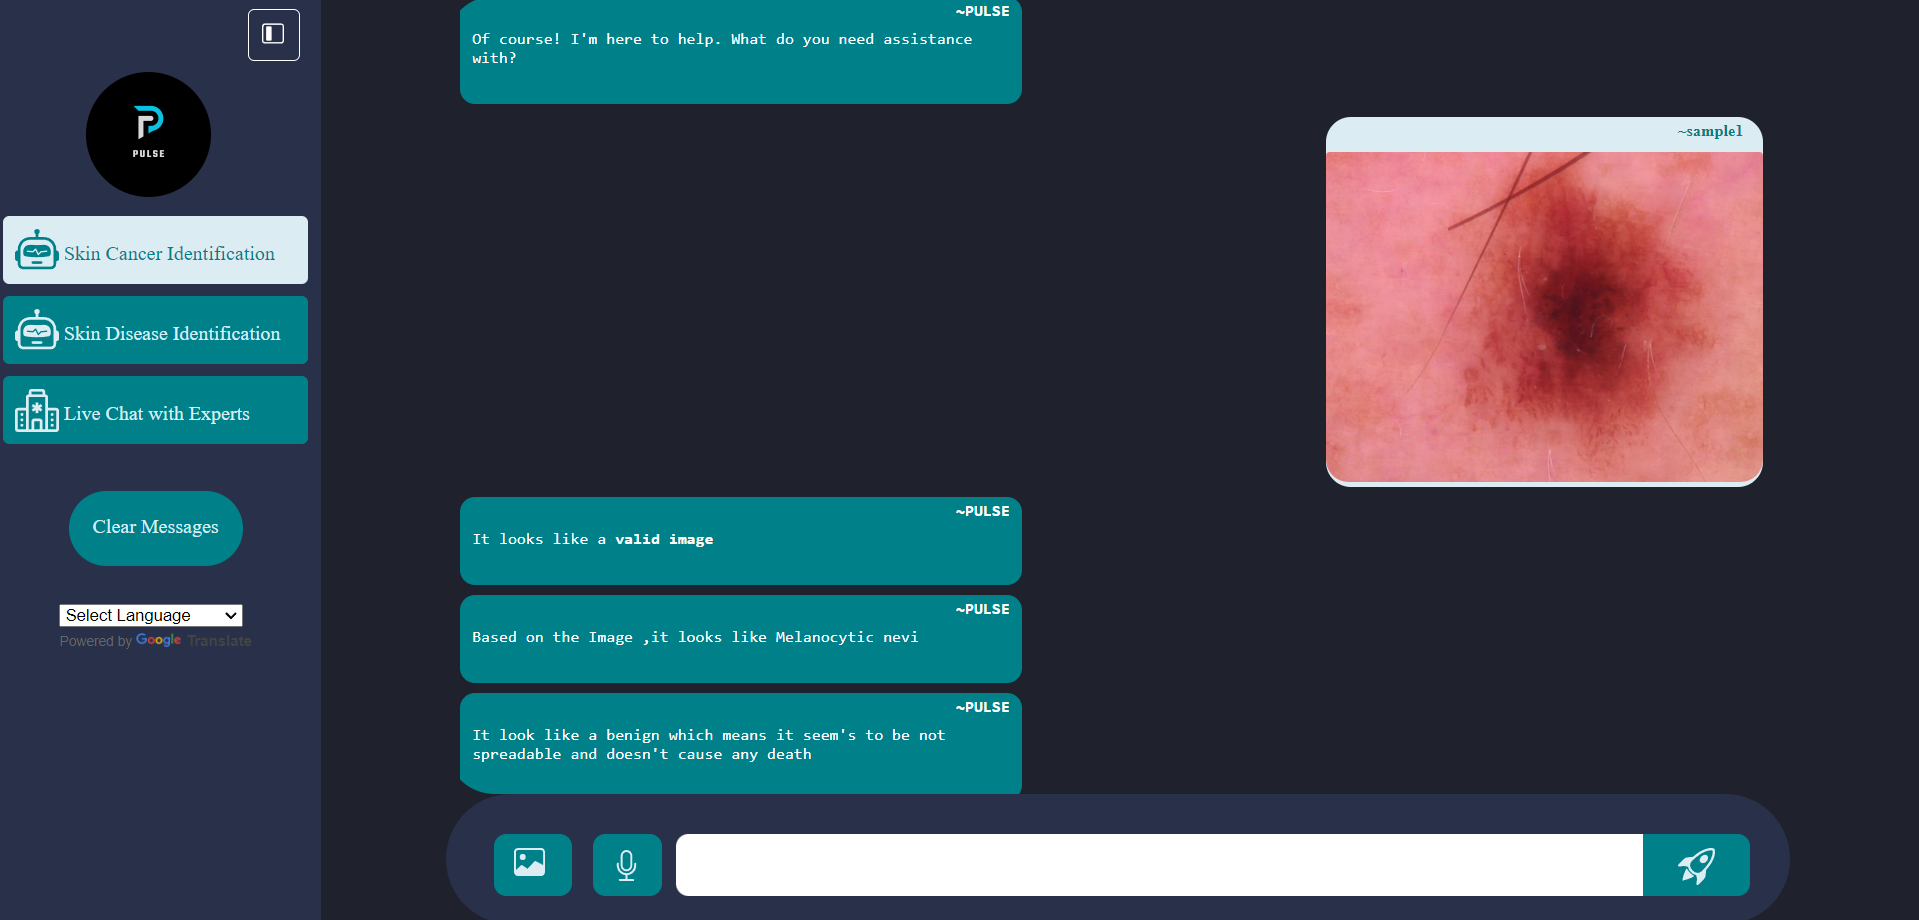 PULSE
Skin Cancer Identification
Skin Disease Identification
Live Chat with Experts
Clear Messages
Select Language
Powered by Google Translate
~PULSE
Of course! I'm here to help. What do you need assistance
with?
~sample1
~PULSE
It looks like a valid image
~PULSE
Based on the Image ,it looks like Melanocytic nevi
~PULSE
It look like a benign which means it seem's to be not
spreadable and doesn't cause any death